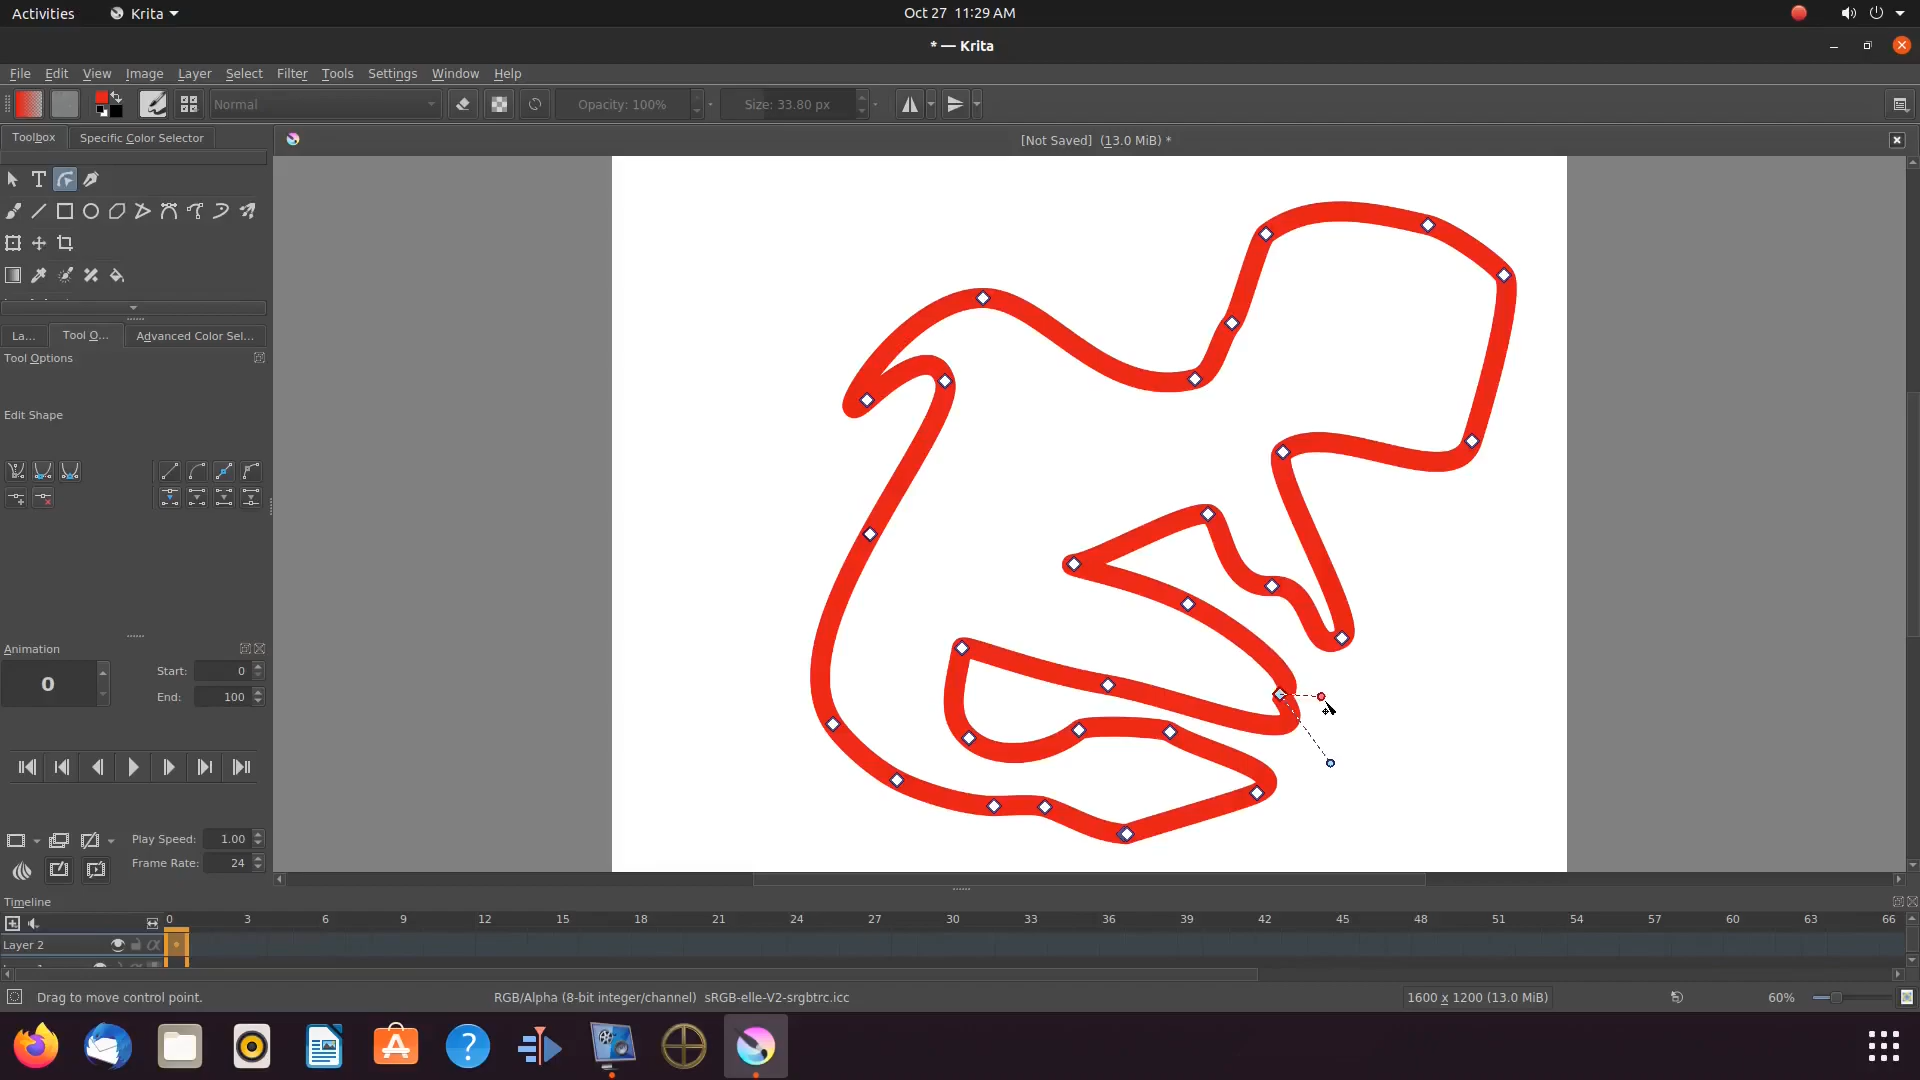 Activities Krita Oct 27 11:29 AM
* — Krita
File Edit View Image Layer Select Filter Tools Settings Window Help
Normal Opacity: 100% Size: 33.80 px
Toolbox Specific Color Selector [Not Saved] (13.0 MiB) *
La... Tool O... Advanced Color Sel...
Tool Options
Edit Shape
Animation
0 Start: 0
End: 100
Play Speed: 1.00
Frame Rate: 24
Timeline
0 3 6 9 12 15 18 21 24 27 30 33 36 39 42 45 48 51 54 57 60 63 66
Layer 2
Drag to move control point. RGB/Alpha (8-bit integer/channel) sRGB-elle-V2-srgbtrc.icc 1600 x 1200 (13.0 MiB) 60%